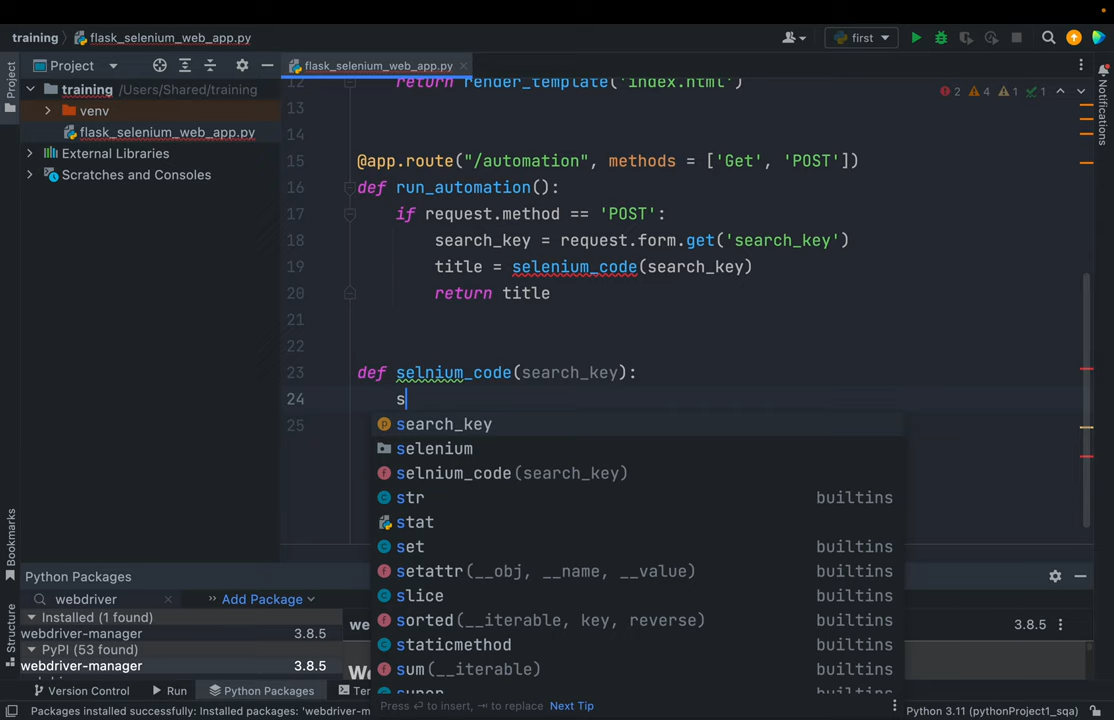 training
flask_selenium_web_app.py
first
Project
Project
flask_selenium_web_app.py
Notifications
training /Users/Shared/training
venv
flask_selenium_web_app.py
External Libraries
Scratches and Consoles
2 4 1 1
12 return render_template('index.html')
13
14
15 @app.route("/automation", methods = ['Get', 'POST'])
16 def run_automation():
17 if request.method == 'POST':
18 search_key = request.form.get('search_key')
19 title = selenium_code(search_key)
20 return title
21
22
23 def selnium_code(search_key):
24 s
25
search_key
selenium
selnium_code(search_key)
str builtins
stat
set builtins
setattr(__obj, __name, __value) builtins
slice builtins
sorted(__iterable, key, reverse) builtins
staticmethod builtins
sum(__iterable) builtins
super builtins
Press ↩ to insert, ⇥ to replace Next Tip
Bookmarks
Structure
Python Packages
webdriver
Add Package
Installed (1 found)
webdriver-manager 3.8.5
PyPI (53 found)
webdriver-manager 3.8.5
3.8.5
Version Control
Run
Python Packages
Packages installed successfully: Installed packages: 'webdriver-m
Python 3.11 (pythonProject1_sqa)